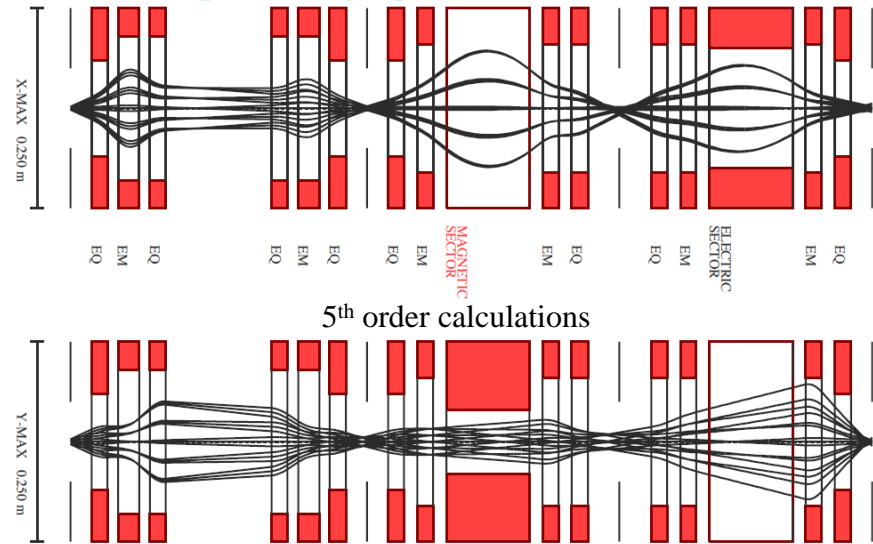 X-MAX 0.250 m
EQ
EM
EQ
EQ
EM
EQ
EQ
EM
MAGNETIC
SECTOR
EM
EQ
EQ
EM
ELECTRIC
SECTOR
EM
EQ
5th order calculations
Y-MAX 0.250 m